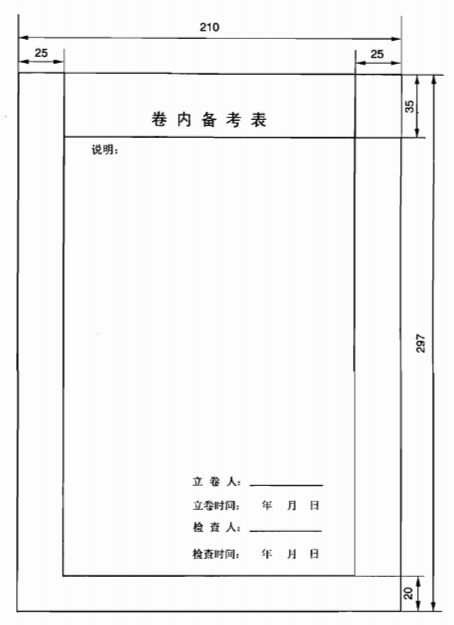 210
25
25
35
卷内备考表
说明:
297
立卷人:
立卷时间: 年 月 日
检查人:
检查时间: 年 月 日
20